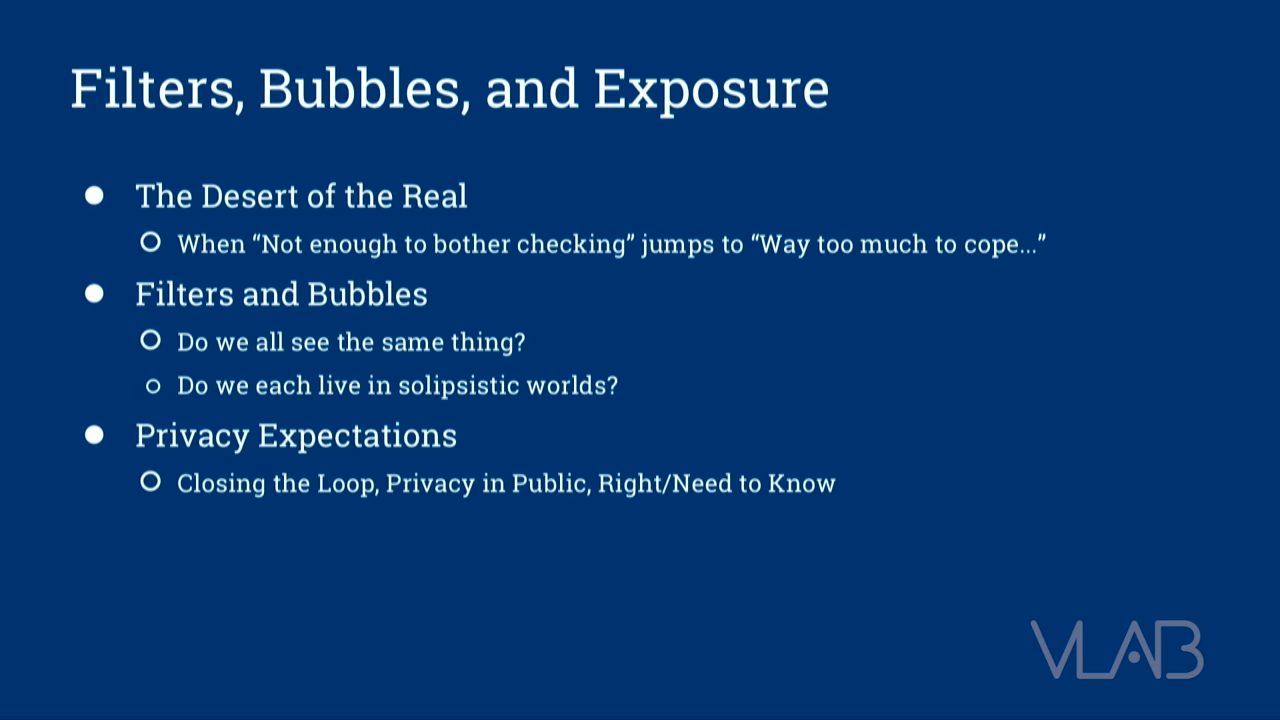 Filters, Bubbles, and Exposure
The Desert of the Real
When “Not enough to bother checking” jumps to “Way too much to cope...”
Filters and Bubbles
Do we all see the same thing?
Do we each live in solipsistic worlds?
Privacy Expectations
Closing the Loop, Privacy in Public, Right/Need to Know
VLAB